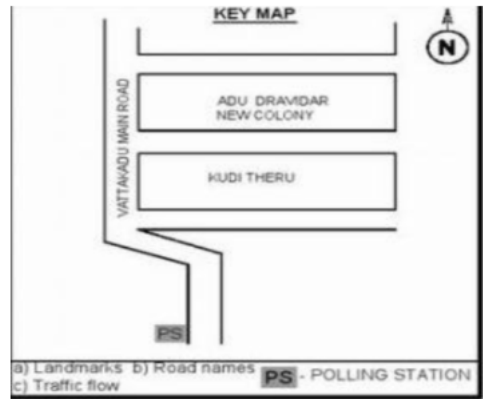 KEY MAP
N
ADU DRAVIDAR
NEW COLONY
VATTAKADU MAIN ROAD
KUDI THERU
PS
a) Landmarks b) Road names
c) Traffic flow
PS - POLLING STATION